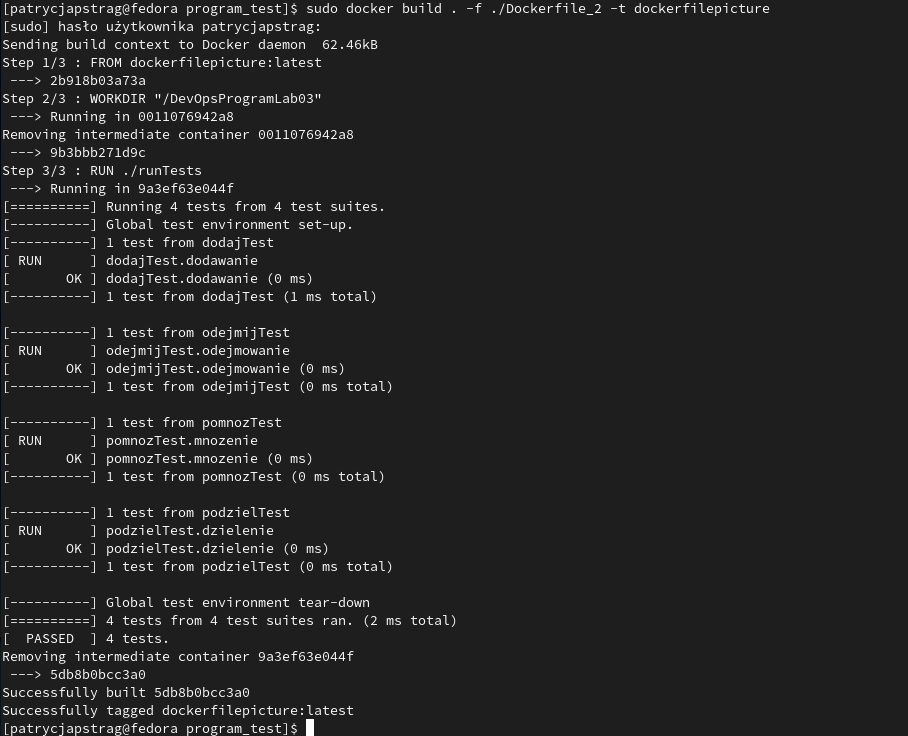 [patrycjapstrag@fedora program_test]$ sudo docker build . -f ./Dockerfile_2 -t dockerfilepicture
[sudo] hasło użytkownika patrycjapstrag:
Sending build context to Docker daemon  62.46kB
Step 1/3 : FROM dockerfilepicture:latest
 ---> 2b918b03a73a
Step 2/3 : WORKDIR "/DevOpsProgramLab03"
 ---> Running in 0011076942a8
Removing intermediate container 0011076942a8
 ---> 9b3bbb271d9c
Step 3/3 : RUN ./runTests
 ---> Running in 9a3ef63e044f
[==========] Running 4 tests from 4 test suites.
[----------] Global test environment set-up.
[----------] 1 test from dodajTest
[ RUN      ] dodajTest.dodawanie
[       OK ] dodajTest.dodawanie (0 ms)
[----------] 1 test from dodajTest (1 ms total)

[----------] 1 test from odejmijTest
[ RUN      ] odejmijTest.odejmowanie
[       OK ] odejmijTest.odejmowanie (0 ms)
[----------] 1 test from odejmijTest (0 ms total)

[----------] 1 test from pomnozTest
[ RUN      ] pomnozTest.mnozenie
[       OK ] pomnozTest.mnozenie (0 ms)
[----------] 1 test from pomnozTest (0 ms total)

[----------] 1 test from podzielTest
[ RUN      ] podzielTest.dzielenie
[       OK ] podzielTest.dzielenie (0 ms)
[----------] 1 test from podzielTest (0 ms total)

[----------] Global test environment tear-down
[==========] 4 tests from 4 test suites ran. (2 ms total)
[  PASSED  ] 4 tests.
Removing intermediate container 9a3ef63e044f
 ---> 5db8b0bcc3a0
Successfully built 5db8b0bcc3a0
Successfully tagged dockerfilepicture:latest
[patrycjapstrag@fedora program_test]$